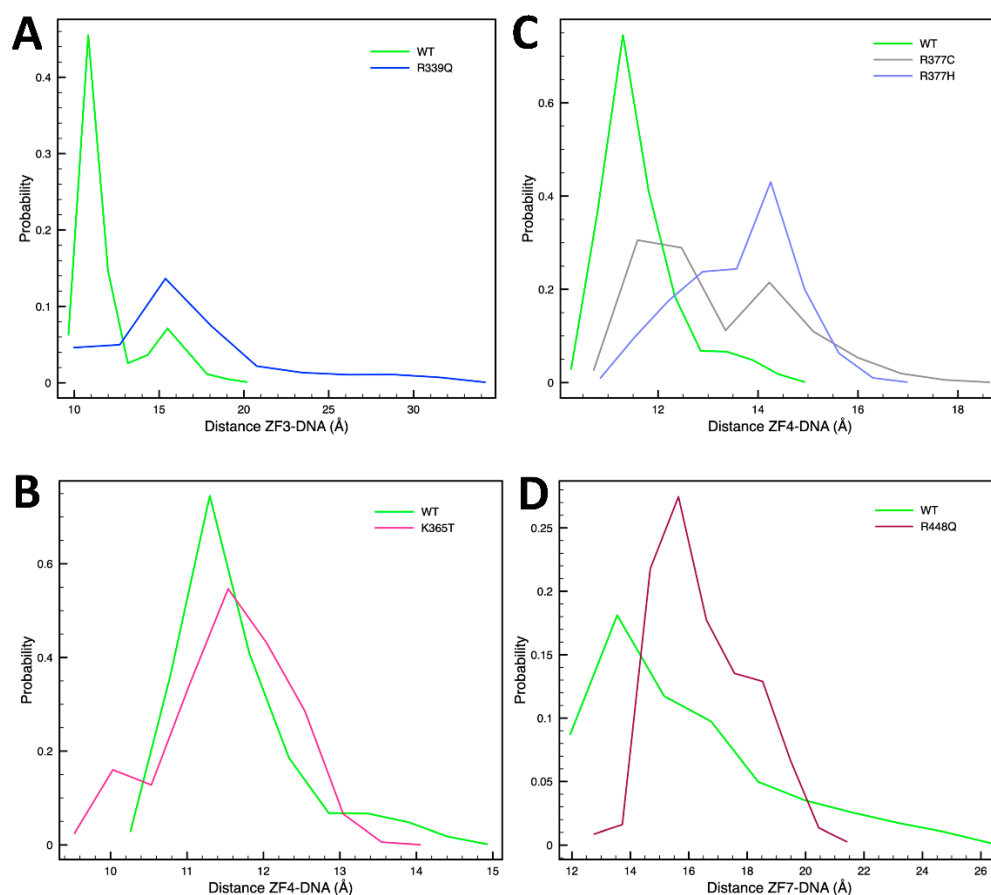 A
WT
R339Q
Probability
0.4
0.3
0.2
0.1
0
10
15
20
25
30
Distance ZF3-DNA (Å)
C
WT
R377C
R377H
Probability
0.6
0.4
0.2
0
12
14
16
18
Distance ZF4-DNA (Å)
B
WT
K365T
Probability
0.6
0.4
0.2
0
10
11
12
13
14
15
Distance ZF4-DNA (Å)
D
WT
R448Q
Probability
0.25
0.2
0.15
0.1
0.05
0
12
14
16
18
20
22
24
26
Distance ZF7-DNA (Å)